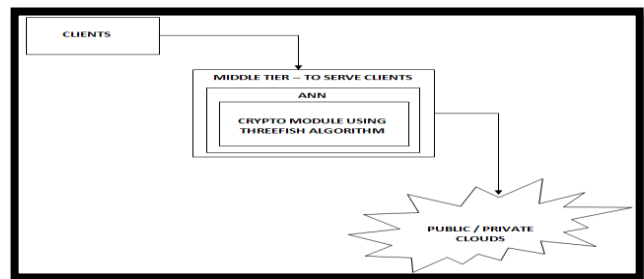 CLIENTS
MIDDLE TIER – TO SERVE CLIENTS
ANN
CRYPTO MODULE USING
THREEFISH ALGORITHM
PUBLIC / PRIVATE
CLOUDS